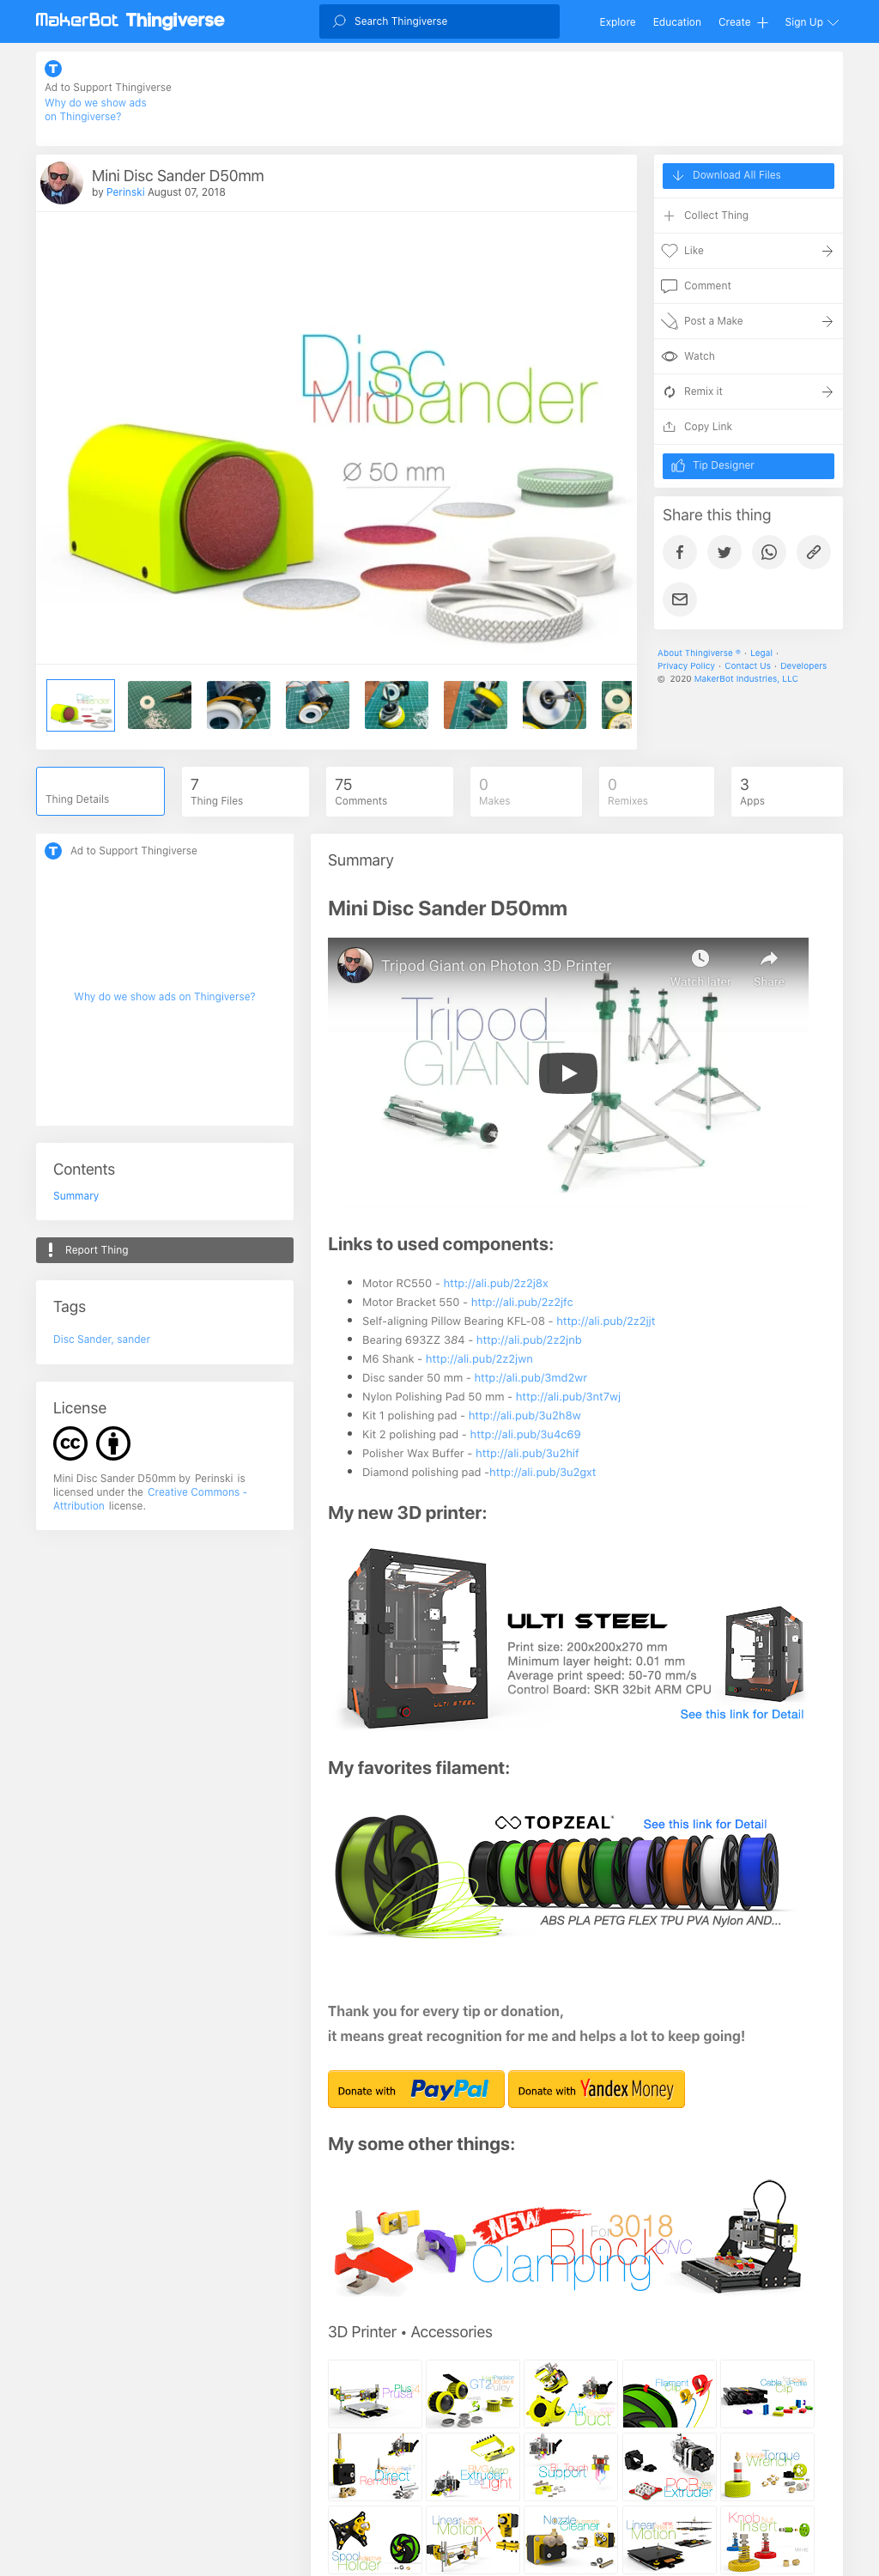 MakerBot Thingiverse
Search Thingiverse
Explore
Education
Create
Sign Up
Ad to Support Thingiverse
Why do we show ads
on Thingiverse?
Mini Disc Sander D50mm
by Perinski August 07, 2018
Disc
Mini Sander
Ø 50 mm
Download All Files
Collect Thing
Like
Comment
Post a Make
Watch
Remix it
Copy Link
Tip Designer
Share this thing
About Thingiverse ® · Legal ·
Privacy Policy · Contact Us · Developers
© 2020 MakerBot Industries, LLC
Thing Details
7
Thing Files
75
Comments
0
Makes
0
Remixes
3
Apps
Ad to Support Thingiverse
Why do we show ads on Thingiverse?
Contents
Summary
Report Thing
Tags
Disc Sander, sander
License
Mini Disc Sander D50mm by Perinski is
licensed under the Creative Commons -
Attribution license.
Summary
Mini Disc Sander D50mm
Tripod Giant on Photon 3D Printer
Watch later
Share
Tripod
GIANT
Links to used components:
Motor RC550 - http://ali.pub/2z2j8x
Motor Bracket 550 - http://ali.pub/2z2jfc
Self-aligning Pillow Bearing KFL-08 - http://ali.pub/2z2jjt
Bearing 693ZZ 384 - http://ali.pub/2z2jnb
M6 Shank - http://ali.pub/2z2jwn
Disc sander 50 mm - http://ali.pub/3md2wr
Nylon Polishing Pad 50 mm - http://ali.pub/3nt7wj
Kit 1 polishing pad - http://ali.pub/3u2h8w
Kit 2 polishing pad - http://ali.pub/3u4c69
Polisher Wax Buffer - http://ali.pub/3u2hif
Diamond polishing pad -http://ali.pub/3u2gxt
My new 3D printer:
ULTI STEEL
ULTI STEEL
Print size: 200x200x270 mm
Minimum layer height: 0.01 mm
Average print speed: 50-70 mm/s
Control Board: SKR 32bit ARM CPU
See this link for Detail
My favorites filament:
TOPZEAL
See this link for Detail
ABS PLA PETG FLEX TPU PVA Nylon AND...
Thank you for every tip or donation,
it means great recognition for me and helps a lot to keep going!
Donate with PayPal
Donate with Yandex Money
My some other things:
NEW
For 3018
Block CNC
Clamping
3D Printer • Accessories
Plus
Prusa
GT2
Pulley
Air
Duct
Filament
Clip
Cable
Clip
Direct
Remote
Extruder
Light
Touch
Support
PCB
Extruder
Torque
Wrench
Spool
Holder
Linear
Motion X
Nozzle
Cleaner
Linear
Motion
Knob
Insert